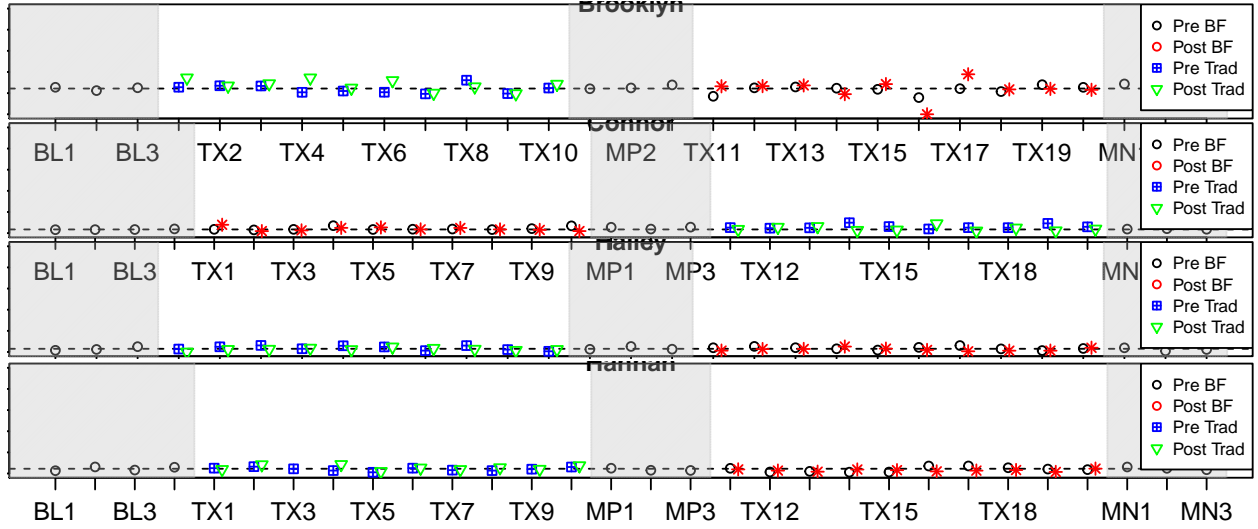 Brooklyn
Pre BF
Post BF
Pre Trad
Post Trad
Connor
BL1 BL3 TX2 TX4 TX6 TX8 TX10 MP2 TX11 TX13 TX15 TX17 TX19
Pre BF
Post BF
Pre Trad
Post Trad
Hailey
BL1 BL3 TX1 TX3 TX5 TX7 TX9 MP1 MP3 TX12 TX15 TX18
Pre BF
Post BF
Pre Trad
Post Trad
Hannah
Pre BF
Post BF
Pre Trad
Post Trad
BL1 BL3 TX1 TX3 TX5 TX7 TX9 MP1 MP3 TX12 TX15 TX18 MN1 MN3